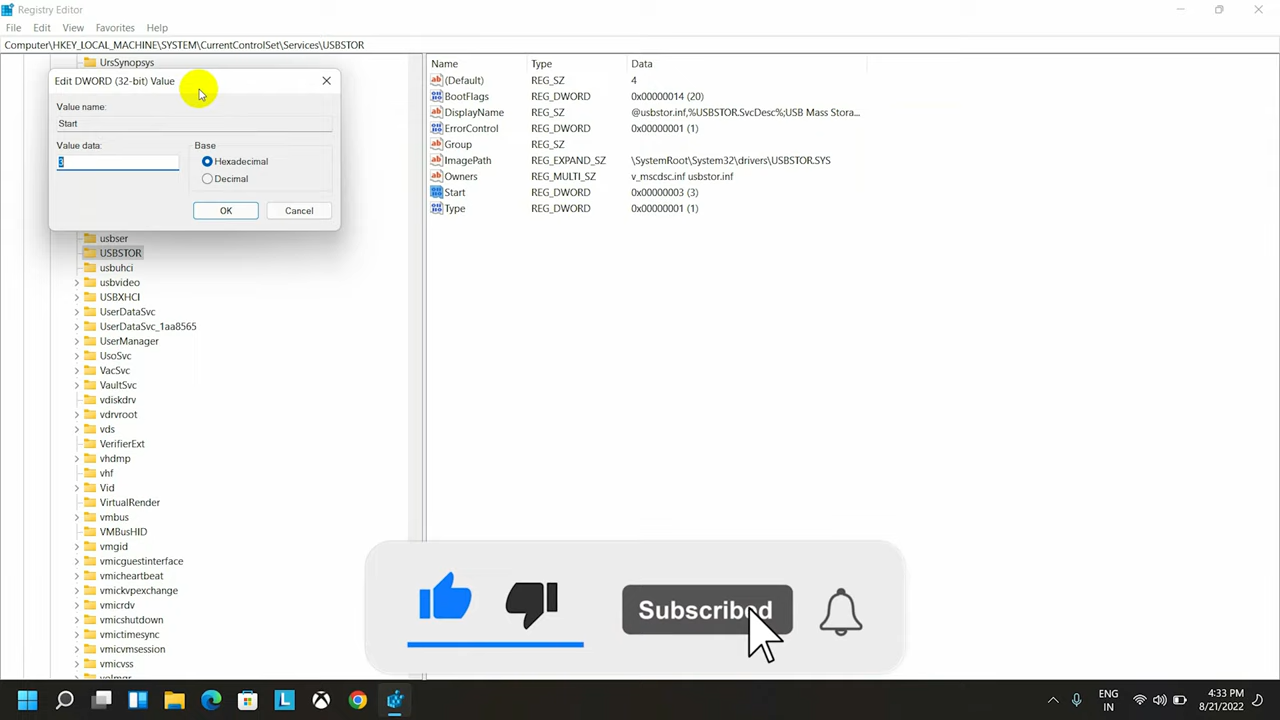 Registry Editor
File Edit View Favorites Help
Computer\HKEY_LOCAL_MACHINE\SYSTEM\CurrentControlSet\Services\USBSTOR
UrsSynopsys
Edit DWORD (32-bit) Value
Value name:
Start
Value data:
3
Base
Hexadecimal
Decimal
OK Cancel
usbser
USBSTOR
usbuhci
usbvideo
USBXHCI
UserDataSvc
UserDataSvc_1aa8565
UserManager
UsoSvc
VacSvc
VaultSvc
vdiskdrv
vdrvroot
vds
VerifierExt
vhdmp
vhf
Vid
VirtualRender
vmbus
VMBusHID
vmgid
vmicguestinterface
vmicheartbeat
vmickvpexchange
vmicrdv
vmicshutdown
vmictimesync
vmicvmsession
vmicvss
Name Type Data
(Default) REG_SZ 4
BootFlags REG_DWORD 0x00000014 (20)
DisplayName REG_SZ @usbstor.inf,%USBSTOR.SvcDesc%;USB Mass Stora...
ErrorControl REG_DWORD 0x00000001 (1)
Group REG_SZ
ImagePath REG_EXPAND_SZ \SystemRoot\System32\drivers\USBSTOR.SYS
Owners REG_MULTI_SZ v_mscdsc.inf usbstor.inf
Start REG_DWORD 0x00000003 (3)
Type REG_DWORD 0x00000001 (1)
Subscribed
ENG
IN
4:33 PM
8/21/2022